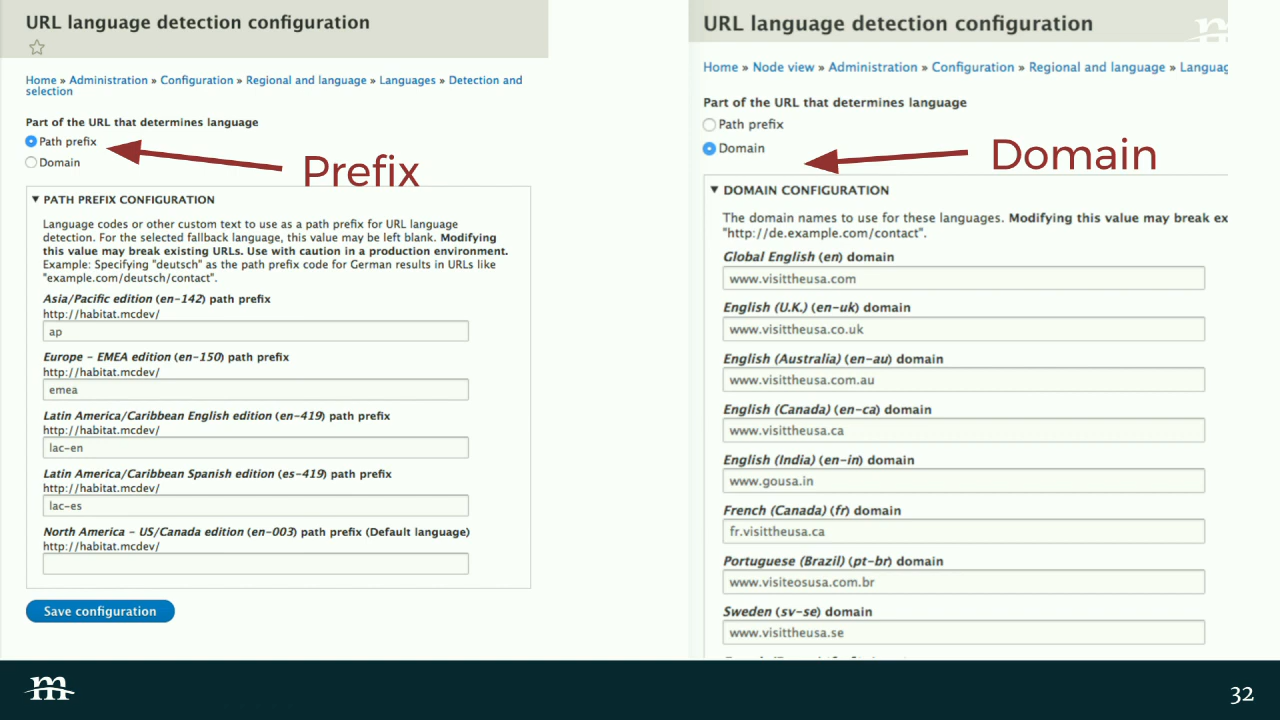 URL language detection configuration
Home » Administration » Configuration » Regional and language » Languages » Detection and
selection
Part of the URL that determines language
Path prefix
Domain
Prefix
▼ PATH PREFIX CONFIGURATION
Language codes or other custom text to use as a path prefix for URL language
detection. For the selected fallback language, this value may be left blank. Modifying
this value may break existing URLs. Use with caution in a production environment.
Example: Specifying "deutsch" as the path prefix code for German results in URLs like
"example.com/deutsch/contact".
Asia/Pacific edition (en-142) path prefix
http://habitat.mcdev/
ap
Europe - EMEA edition (en-150) path prefix
http://habitat.mcdev/
emea
Latin America/Caribbean English edition (en-419) path prefix
http://habitat.mcdev/
lac-en
Latin America/Caribbean Spanish edition (es-419) path prefix
http://habitat.mcdev/
lac-es
North America - US/Canada edition (en-003) path prefix (Default language)
http://habitat.mcdev/
Save configuration
URL language detection configuration
Home » Node view » Administration » Configuration » Regional and language » Languag
Part of the URL that determines language
Path prefix
Domain
Domain
▼ DOMAIN CONFIGURATION
The domain names to use for these languages. Modifying this value may break ex
"http://de.example.com/contact".
Global English (en) domain
www.visittheusa.com
English (U.K.) (en-uk) domain
www.visittheusa.co.uk
English (Australia) (en-au) domain
www.visittheusa.com.au
English (Canada) (en-ca) domain
www.visittheusa.ca
English (India) (en-in) domain
www.gousa.in
French (Canada) (fr) domain
fr.visittheusa.ca
Portuguese (Brazil) (pt-br) domain
www.visiteosusa.com.br
Sweden (sv-se) domain
www.visittheusa.se
m
32